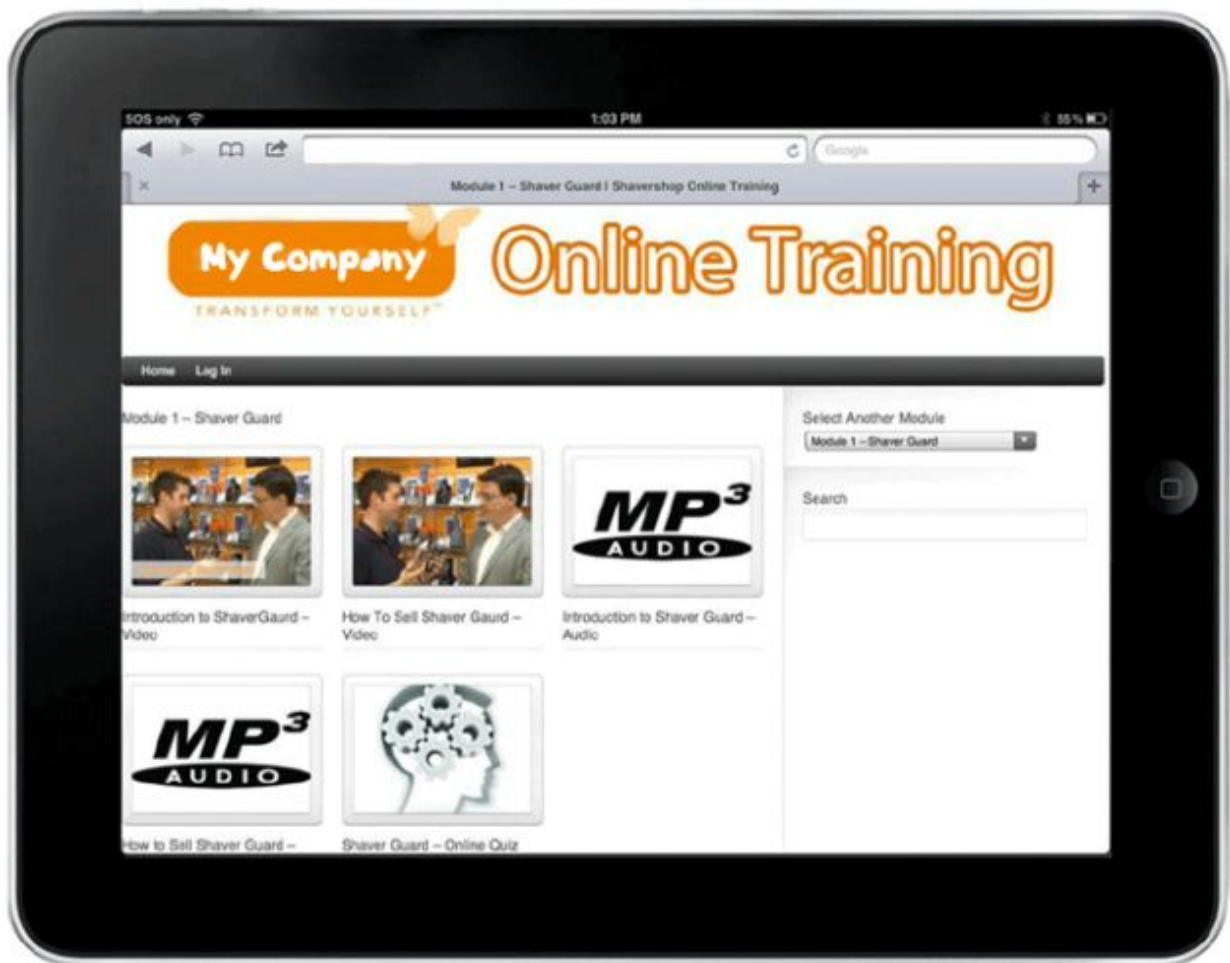 SOS only
1:03 PM
55%
Google
Module 1 – Shaver Guard | Shavershop Online Training
My Company
TRANSFORM YOURSELF™
Online Training
Home Log In
Module 1 – Shaver Guard
Select Another Module
Module 1 – Shaver Guard
Search
MP3
AUDIO
Introduction to ShaverGaurd –
Video
How To Sell Shaver Gaurd –
Video
Introduction to Shaver Guard –
Audio
MP3
AUDIO
How to Sell Shaver Guard –
Shaver Guard – Online Quiz